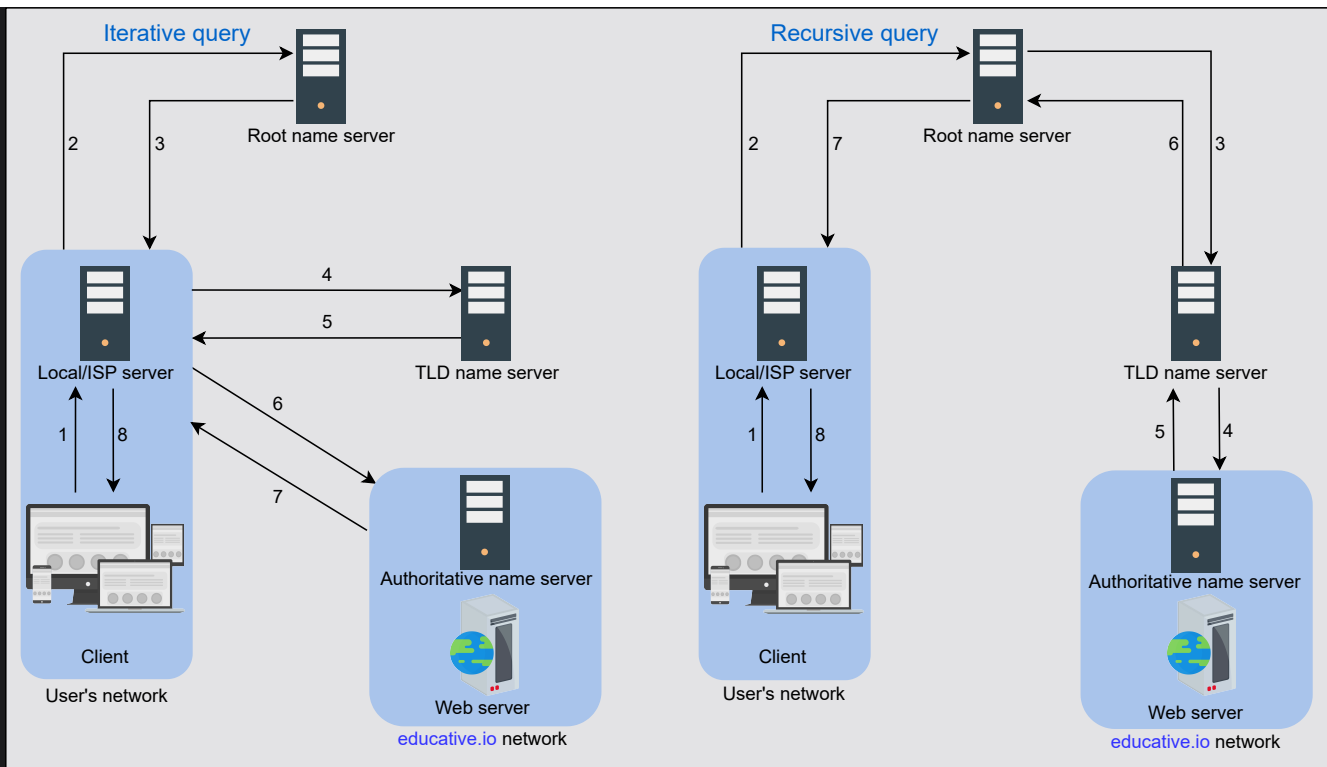 Iterative query
Root name server
2
3
Local/ISP server
4
5
TLD name server
1
8
6
7
Client
User's network
Authoritative name server
Web server
educative.io network
Recursive query
Root name server
2
7
6
3
Local/ISP server
TLD name server
1
8
5
4
Client
User's network
Authoritative name server
Web server
educative.io network